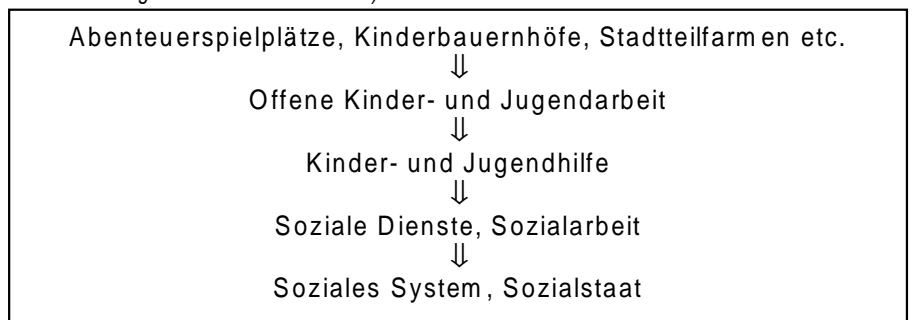 Abenteuerspielplätze, Kinderbauernhöfe, Stadtteilfarmen etc.
⇓
Offene Kinder- und Jugendarbeit
⇓
Kinder- und Jugendhilfe
⇓
Soziale Dienste, Sozialarbeit
⇓
Soziales System, Sozialstaat